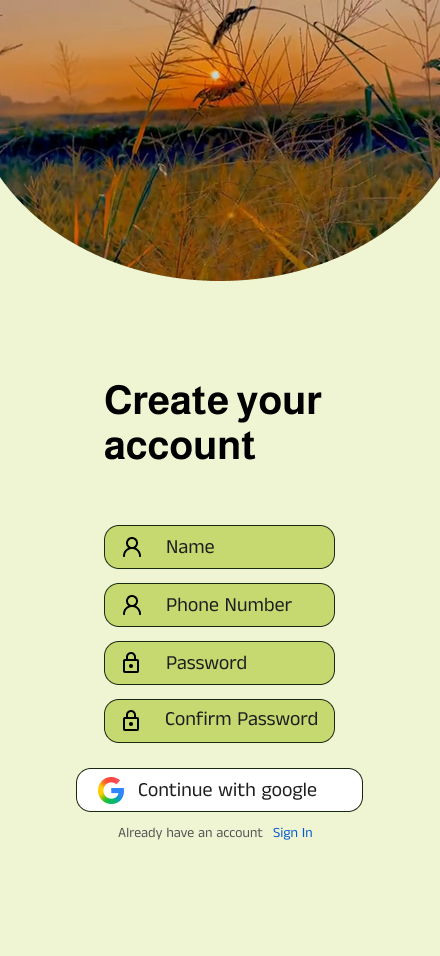 Create your
account
Name
Phone Number
Password
Confirm Password
Continue with google
Already have an account Sign In